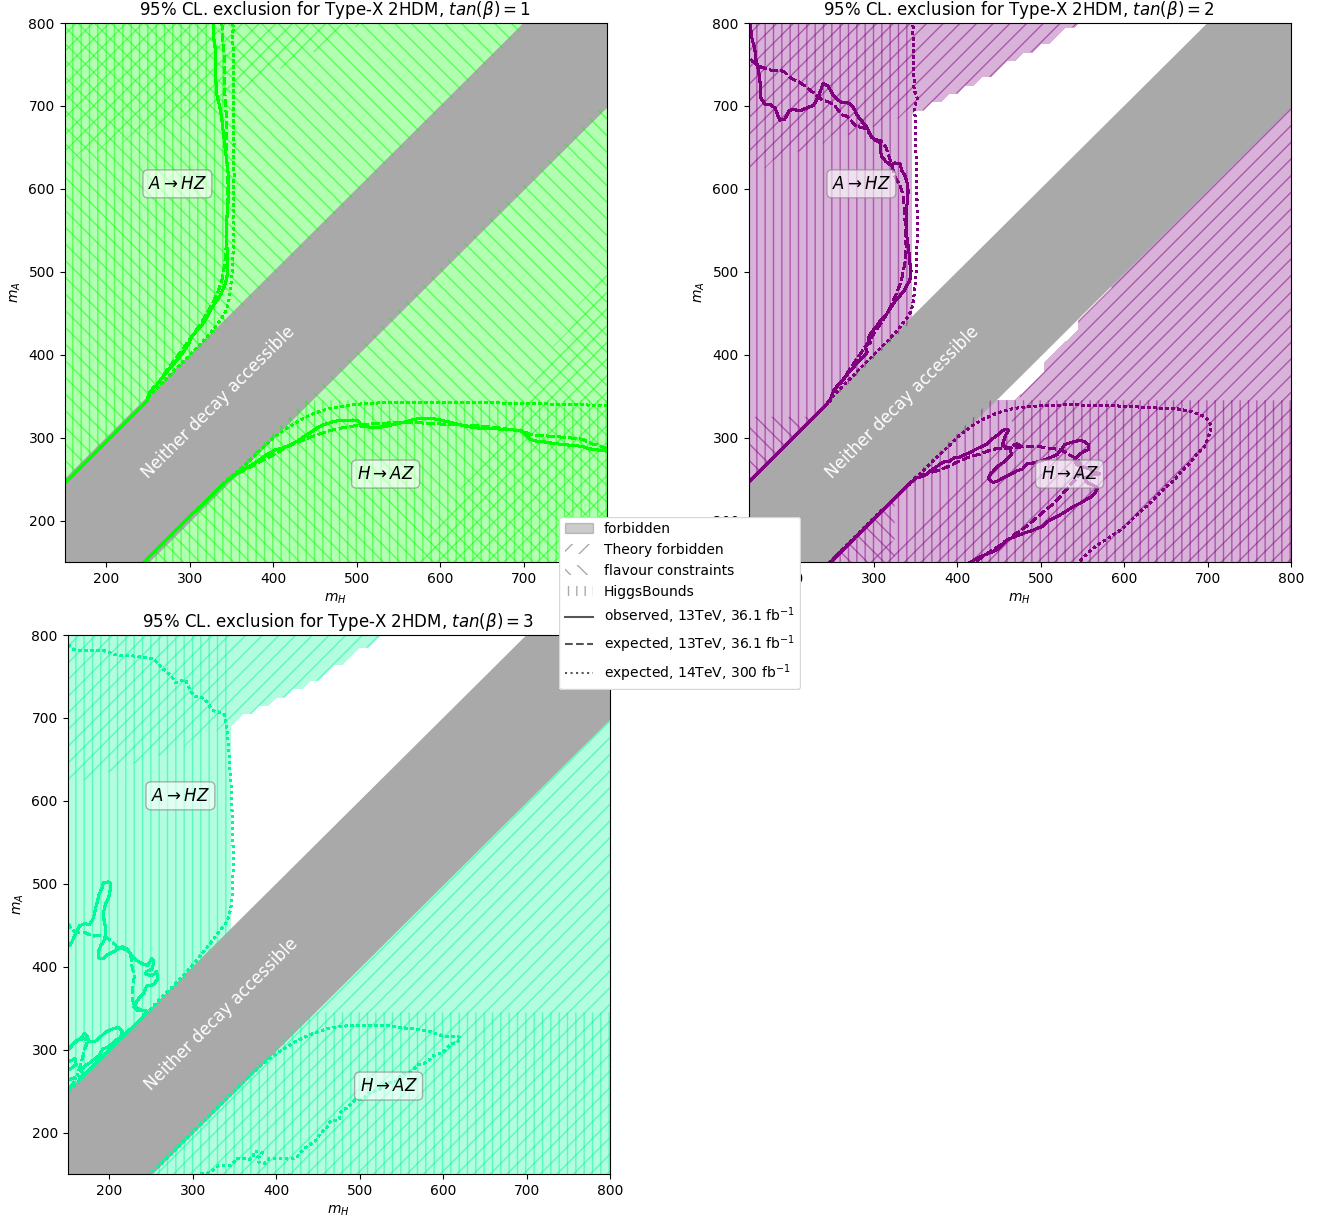 95% CL. exclusion for Type-X 2HDM, tan(β) = 1
800
700
600
500
400
300
200
m_A
A → HZ
Neither decay accessible
H → AZ
200 300 400 500 600 700
m_H
95% CL. exclusion for Type-X 2HDM, tan(β) = 2
800
700
600
500
400
300
m_A
A → HZ
Neither decay accessible
H → AZ
300 400 500 600 700 800
m_H
forbidden
Theory forbidden
flavour constraints
HiggsBounds
observed, 13TeV, 36.1 fb⁻¹
expected, 13TeV, 36.1 fb⁻¹
expected, 14TeV, 300 fb⁻¹
95% CL. exclusion for Type-X 2HDM, tan(β) = 3
800
700
600
500
400
300
200
m_A
A → HZ
Neither decay accessible
H → AZ
200 300 400 500 600 700 800
m_H